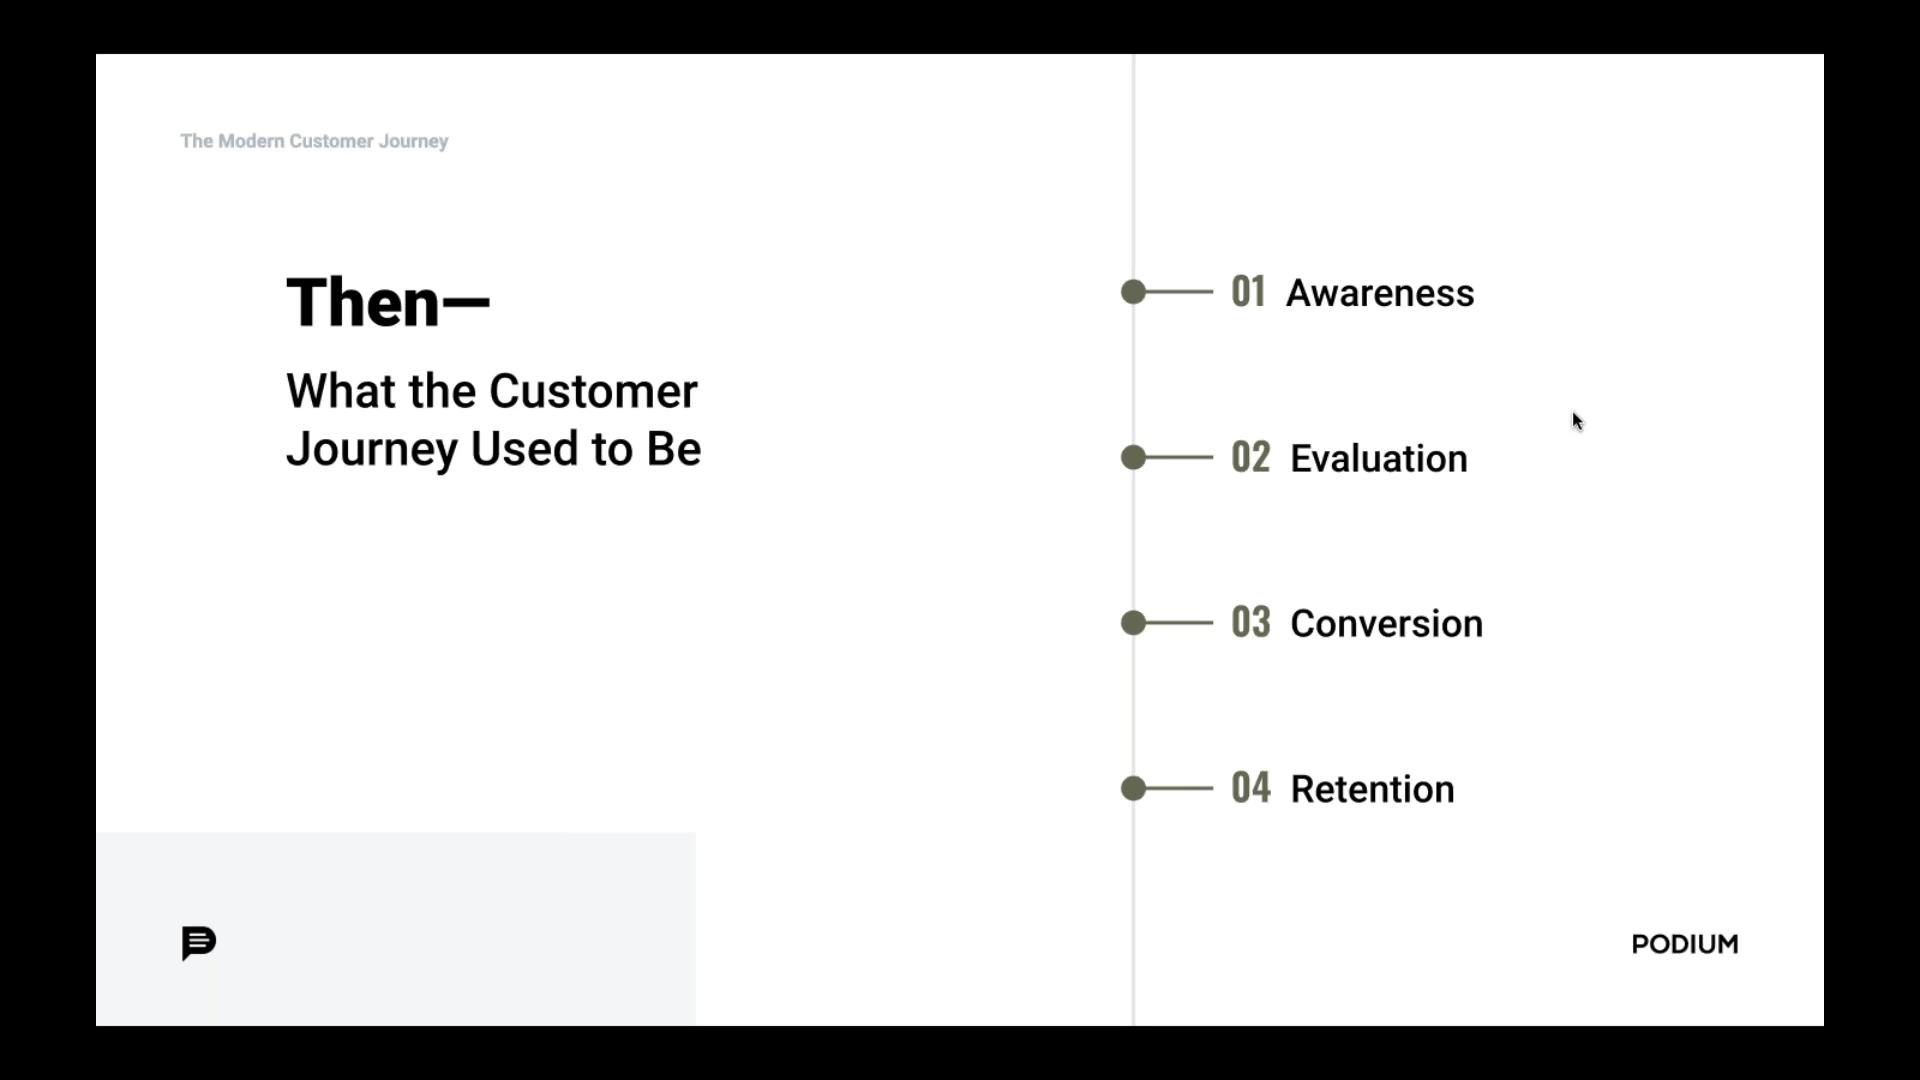 The Modern Customer Journey
Then—
What the Customer
Journey Used to Be
01 Awareness
02 Evaluation
03 Conversion
04 Retention
PODIUM